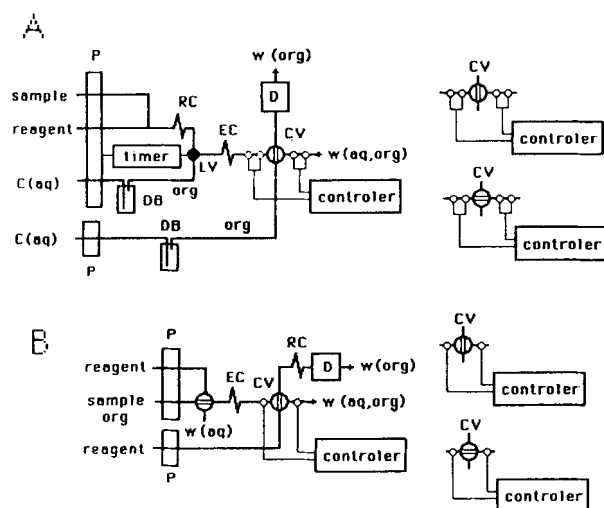 A
P
w (org)
D
CV
sample
RC
reagent
EC
CV
timer
w(aq,org)
controler
LV
C(aq)
org
DB
controler
CV
controler
C(aq)
DB
org
P
B
P
RC
reagent
D
w(org)
EC
CV
CV
sample
w (aq,org)
org
controler
w(aq)
reagent
controler
CV
P
controler